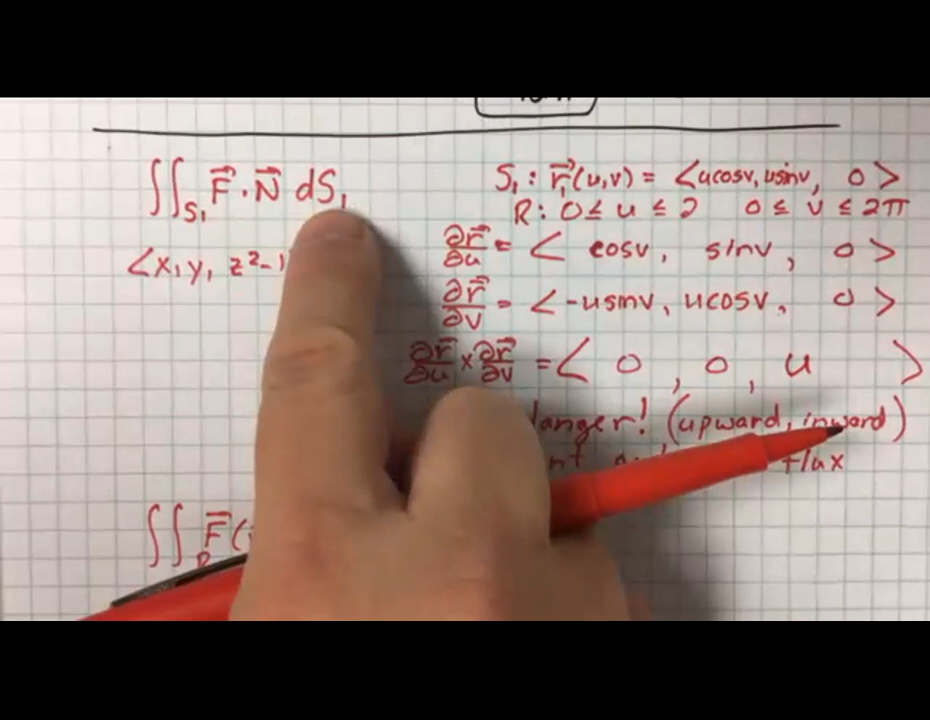 ∬_{S₁} F⃗ · N⃗ dS₁
<x, y, z²-1
S₁ : r⃗₁(u,v) = <ucosv, usinv, 0>
R : 0 ≤ u ≤ 2 0 ≤ v ≤ 2π
∂r⃗/∂u = < cosv, sinv, 0 >
∂r⃗/∂v = < -usinv, ucosv, 0 >
∂r⃗/∂u × ∂r⃗/∂v = < 0, 0, u >
danger! (upward, inward)
flux
∬_R F⃗(